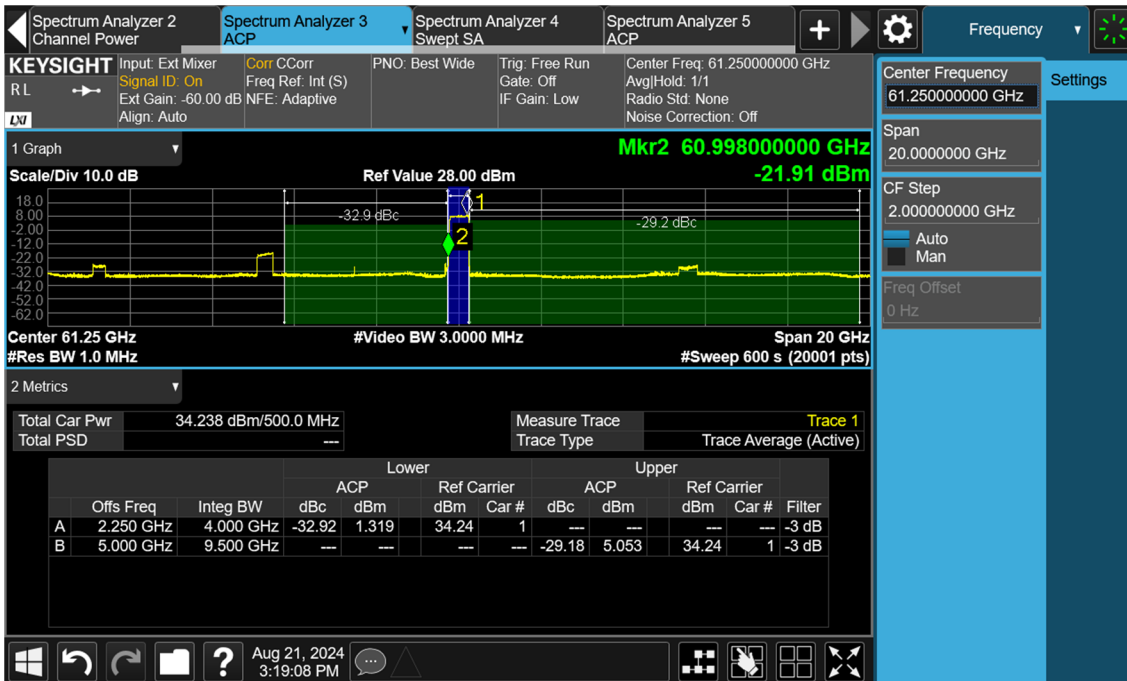 Spectrum Analyzer 2
Channel Power
Spectrum Analyzer 3
ACP
Spectrum Analyzer 4
Swept SA
Spectrum Analyzer 5
ACP
+
Frequency
KEYSIGHT
R L
LXI
Input: Ext Mixer
Signal ID: On
Ext Gain: -60.00 dB
Align: Auto
Corr CCorr
Freq Ref: Int (S)
NFE: Adaptive
PNO: Best Wide
Trig: Free Run
Gate: Off
IF Gain: Low
Center Freq: 61.250000000 GHz
Avg|Hold: 1/1
Radio Std: None
Noise Correction: Off
Center Frequency
61.250000000 GHz
Settings
Span
20.0000000 GHz
CF Step
2.000000000 GHz
Auto
Man
Freq Offset
0 Hz
1 Graph
Mkr2 60.998000000 GHz
-21.91 dBm
Scale/Div 10.0 dB
Ref Value 28.00 dBm
18.0
8.00
-2.00
-12.0
-22.0
-32.0
-42.0
-52.0
-62.0
-32.9 dBc
1
2
-29.2 dBc
Center 61.25 GHz #Video BW 3.0000 MHz Span 20 GHz
#Res BW 1.0 MHz #Sweep 600 s (20001 pts)
2 Metrics
Total Car Pwr 34.238 dBm/500.0 MHz
Total PSD ---
Measure Trace Trace 1
Trace Type Trace Average (Active)
Lower Upper
ACP Ref Carrier ACP Ref Carrier
Offs Freq Integ BW dBc dBm dBm Car # dBc dBm dBm Car # Filter
A 2.250 GHz 4.000 GHz -32.92 1.319 34.24 1 --- --- --- --- -3 dB
B 5.000 GHz 9.500 GHz --- --- --- --- -29.18 5.053 34.24 1 -3 dB
?
Aug 21, 2024
3:19:08 PM